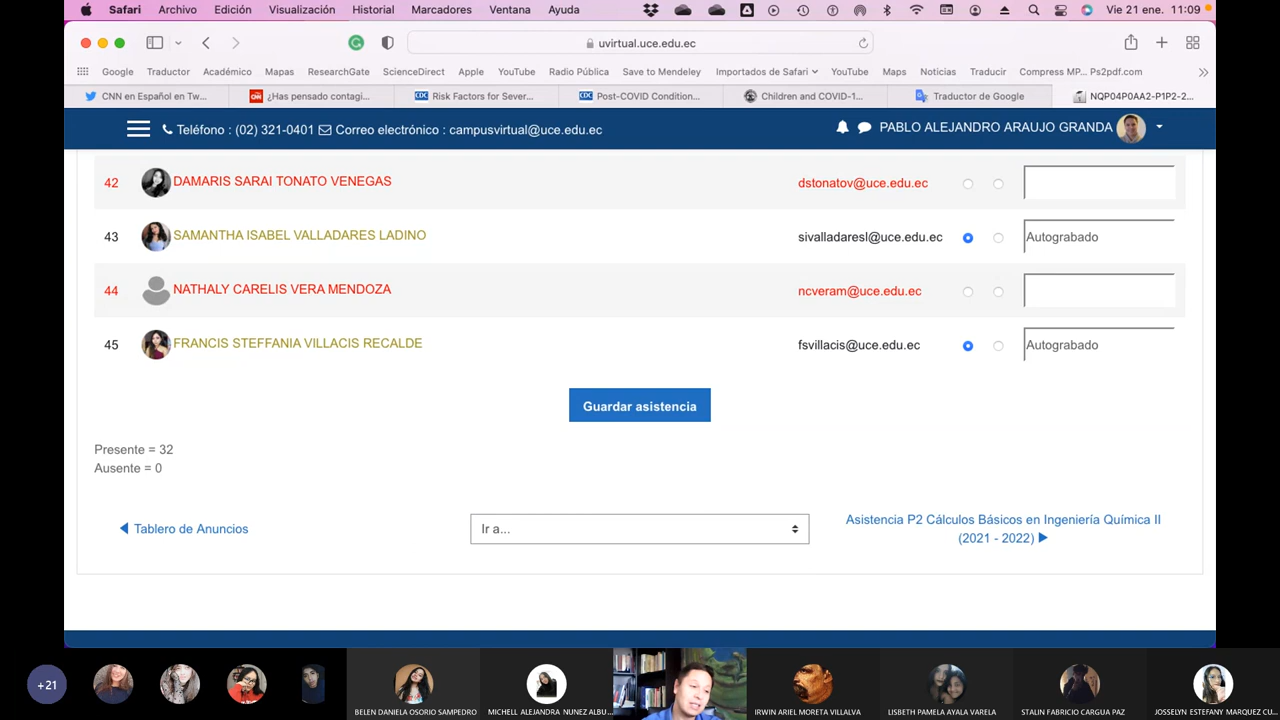 Safari Archivo Edición Visualización Historial Marcadores Ventana Ayuda Vie 21 ene. 11:09
uvirtual.uce.edu.ec
Google Traductor Académico Mapas ResearchGate ScienceDirect Apple YouTube Radio Pública Save to Mendeley Importados de Safari YouTube Maps Noticias Traducir Compress MP... Ps2pdf.com
CNN en Español en Tw... ¿Has pensado contagi... Risk Factors for Sever... Post-COVID Condition... Children and COVID-1... Traductor de Google NQP04P0AA2-P1P2-2...
Teléfono : (02) 321-0401 Correo electrónico : campusvirtual@uce.edu.ec PABLO ALEJANDRO ARAUJO GRANDA
42 DAMARIS SARAI TONATO VENEGAS dstonatov@uce.edu.ec
43 SAMANTHA ISABEL VALLADARES LADINO sivalladaresl@uce.edu.ec Autograbado
44 NATHALY CARELIS VERA MENDOZA ncveram@uce.edu.ec
45 FRANCIS STEFFANIA VILLACIS RECALDE fsvillacis@uce.edu.ec Autograbado
Guardar asistencia
Presente = 32
Ausente = 0
Tablero de Anuncios Ir a... Asistencia P2 Cálculos Básicos en Ingeniería Química II
(2021 - 2022)
+21
BELEN DANIELA OSORIO SAMPEDRO MICHELL ALEJANDRA NUNEZ ALBU... IRWIN ARIEL MORETA VILLALVA LISBETH PAMELA AYALA VARELA STALIN FABRICIO CARGUA PAZ JOSSELYN ESTEFANY MARQUEZ CU...